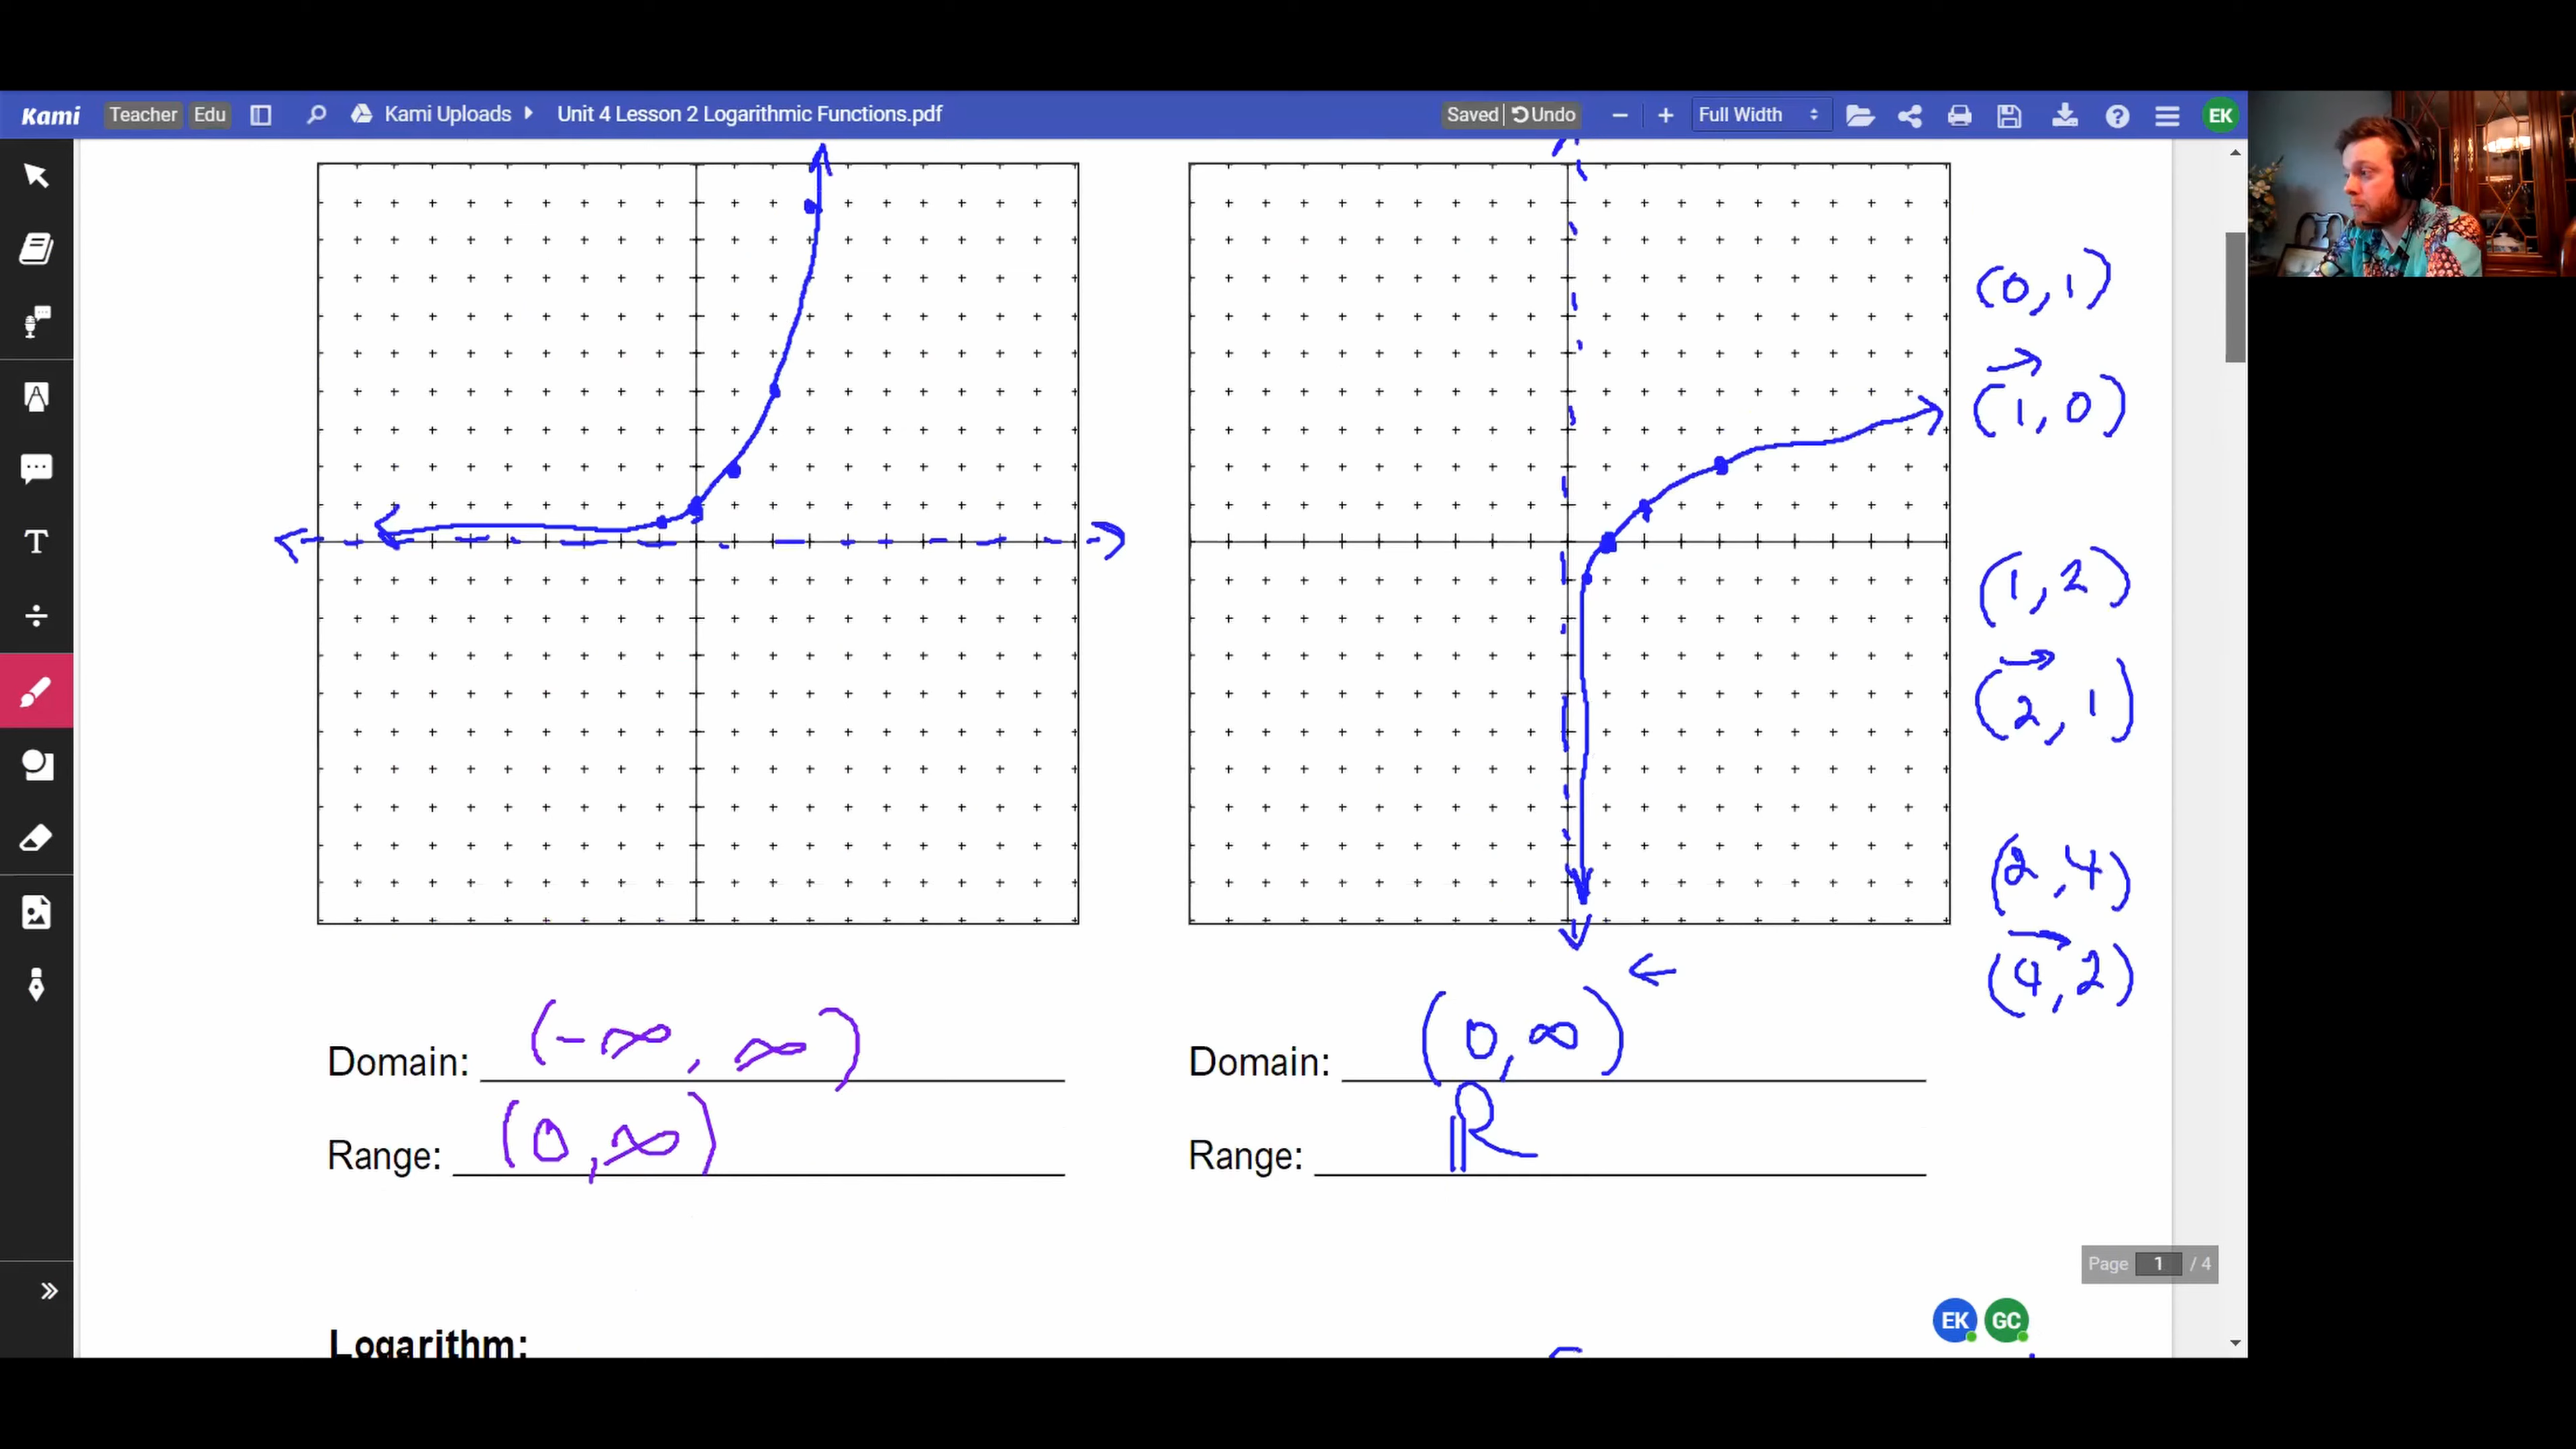 Kami Teacher Edu Kami Uploads Unit 4 Lesson 2 Logarithmic Functions.pdf Saved Undo − + Full Width EK
(0, 1)
(1, 0)
(1, 2)
(2, 1)
(2, 4)
(4, 2)
Domain: (-∞, ∞)
Range: (0, ∞)
Domain: (0, ∞)
Range: ℝ
Page 1 / 4
EK GC
Logarithm: